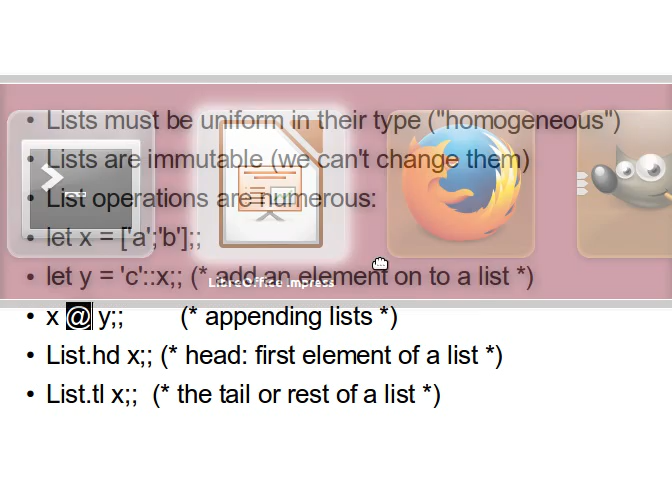 • Lists must be uniform in their type ("homogeneous")
• Lists are immutable (we can't change them)
• List operations are numerous:
• let x = ['a';'b'];;
• let y = 'c'::x;; (* add an element on to a list *)
LibreOffice Impress
• x @ y;; (* appending lists *)
• List.hd x;; (* head: first element of a list *)
• List.tl x;; (* the tail or rest of a list *)